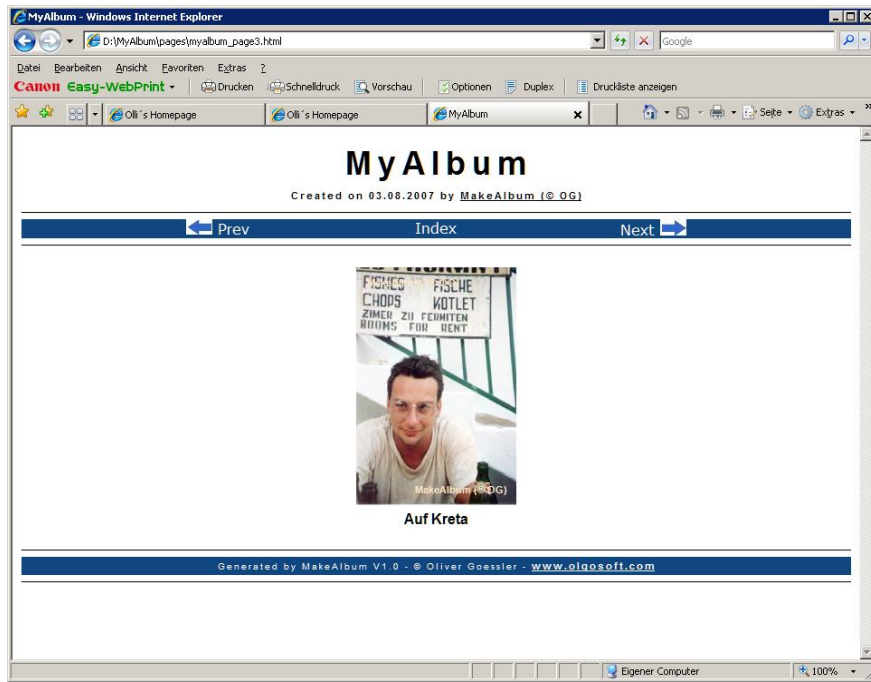 MyAlbum - Windows Internet Explorer
D:\MyAlbum\pages\myalbum_page3.html
Google
Datei Bearbeiten Ansicht Favoriten Extras ?
Canon Easy-WebPrint Drucken Schnelldruck Vorschau Optionen Duplex Druckliste anzeigen
Olli´s Homepage Olli´s Homepage MyAlbum Seite Extras »
MyAlbum
Created on 03.08.2007 by MakeAlbum (© OG)
Prev Index Next
FISHES FISCHE
CHOPS KOTLET
ZIMER ZU FERMITEN
ROOMS FOR RENT
MakeAlbum (© OG)
Auf Kreta
Generated by MakeAlbum V1.0 - © Oliver Goessler - www.olgosoft.com
Eigener Computer 100%